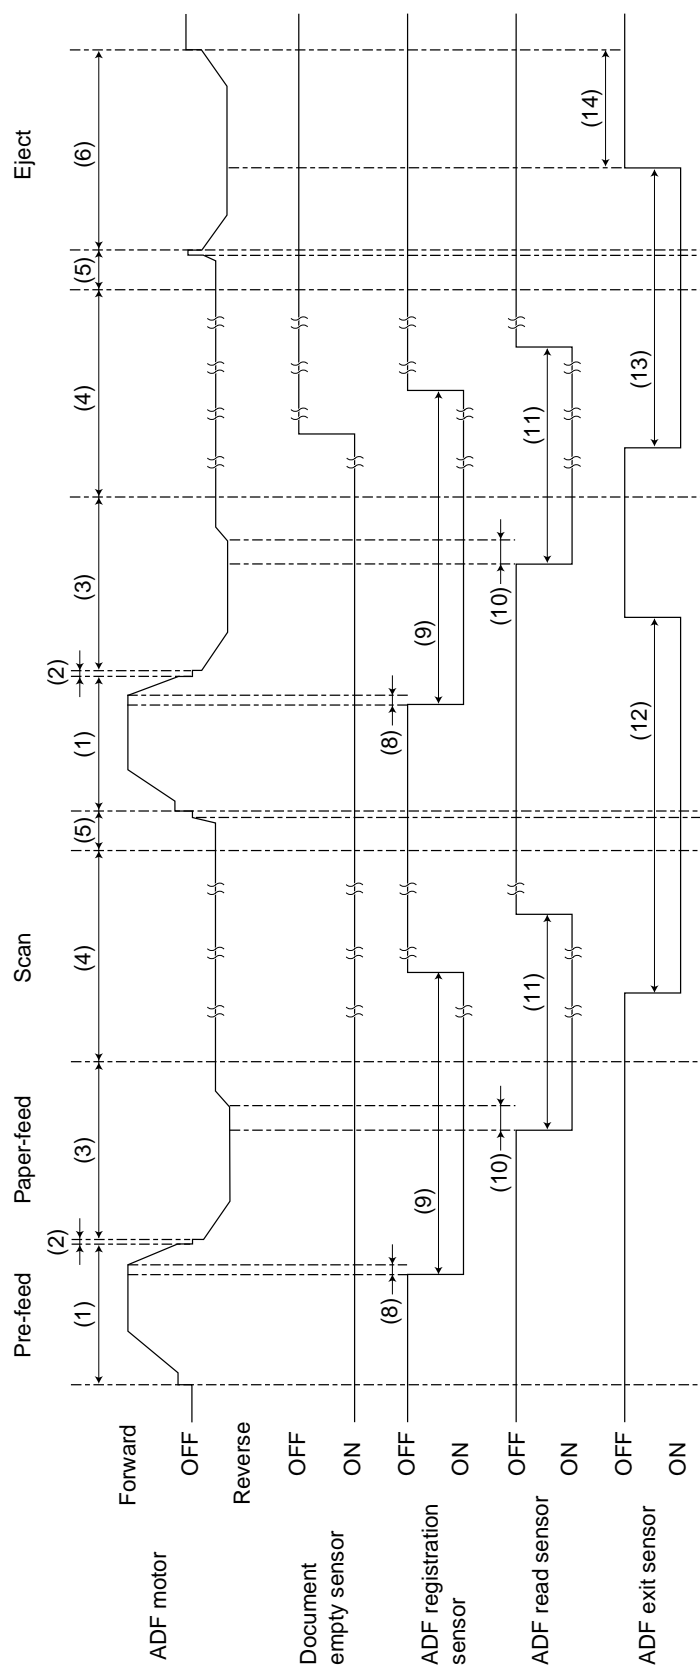 Pre-feed
Paper-feed
Scan
Eject
(1)
(2)
(3)
(4)
(5)
(1)
(2)
(3)
(4)
(5)
(6)
ADF motor
Forward
OFF
Reverse
Document
empty sensor
OFF
ON
ADF registration
sensor
OFF
ON
(8)
(9)
(8)
(9)
ADF read sensor
OFF
ON
(10)
(11)
(10)
(11)
ADF exit sensor
OFF
ON
(12)
(13)
(14)